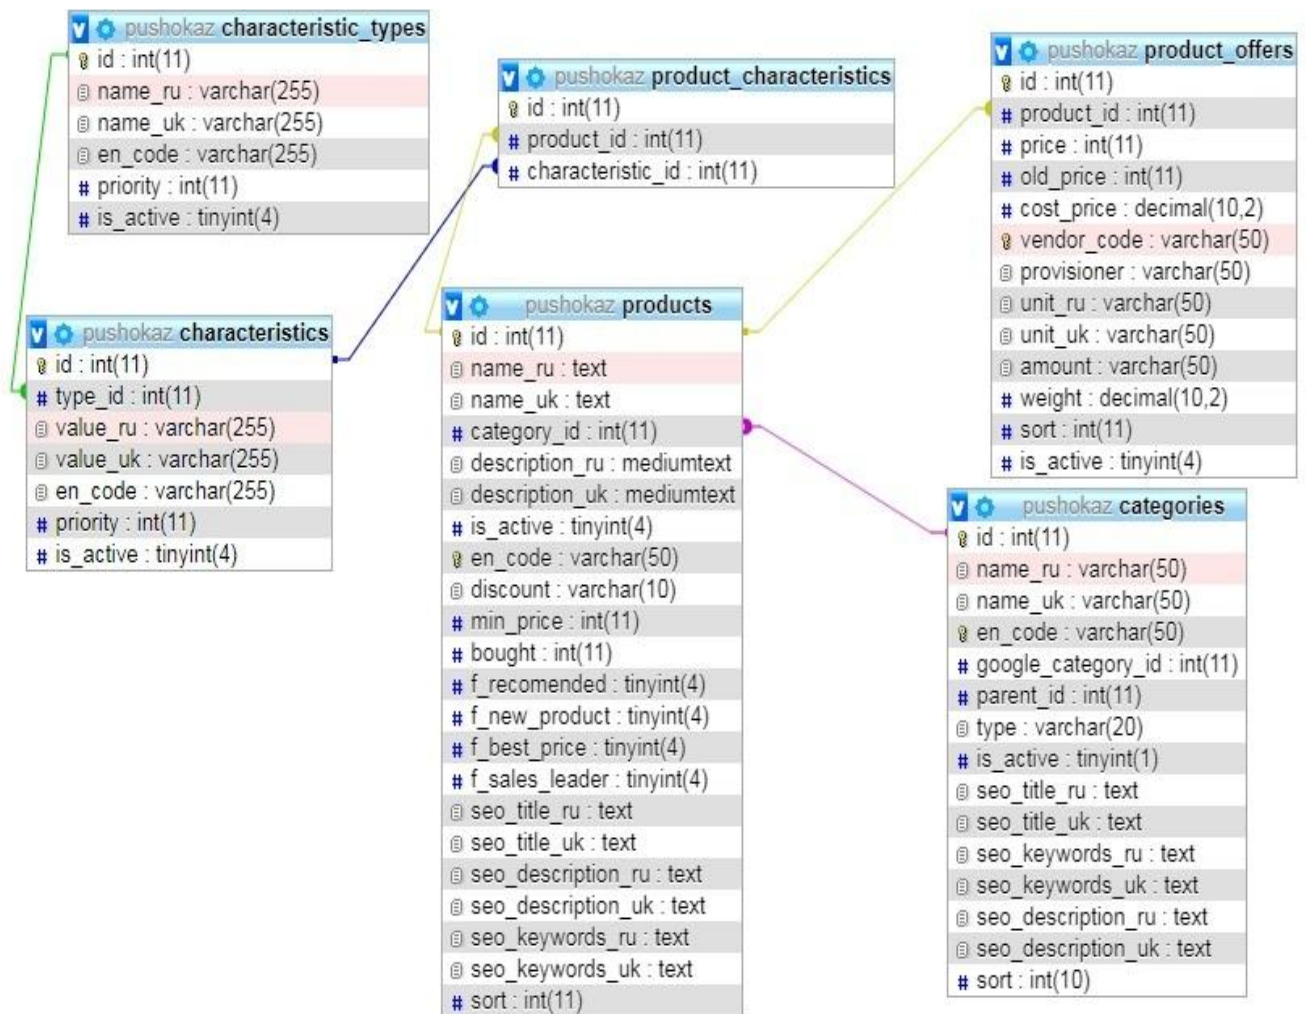 pushokaz characteristic_types
id : int(11)
name_ru : varchar(255)
name_uk : varchar(255)
en_code : varchar(255)
# priority : int(11)
# is_active : tinyint(4)
pushokaz product_characteristics
id : int(11)
# product_id : int(11)
# characteristic_id : int(11)
pushokaz product_offers
id : int(11)
# product_id : int(11)
# price : int(11)
# old_price : int(11)
# cost_price : decimal(10,2)
vendor_code : varchar(50)
provisioner : varchar(50)
unit_ru : varchar(50)
unit_uk : varchar(50)
amount : varchar(50)
# weight : decimal(10,2)
# sort : int(11)
# is_active : tinyint(4)
pushokaz characteristics
id : int(11)
# type_id : int(11)
value_ru : varchar(255)
value_uk : varchar(255)
en_code : varchar(255)
# priority : int(11)
# is_active : tinyint(4)
pushokaz products
id : int(11)
name_ru : text
name_uk : text
# category_id : int(11)
description_ru : mediumtext
description_uk : mediumtext
# is_active : tinyint(4)
en_code : varchar(50)
discount : varchar(10)
# min_price : int(11)
# bought : int(11)
# f_recomended : tinyint(4)
# f_new_product : tinyint(4)
# f_best_price : tinyint(4)
# f_sales_leader : tinyint(4)
seo_title_ru : text
seo_title_uk : text
seo_description_ru : text
seo_description_uk : text
seo_keywords_ru : text
seo_keywords_uk : text
# sort : int(11)
pushokaz categories
id : int(11)
name_ru : varchar(50)
name_uk : varchar(50)
en_code : varchar(50)
# google_category_id : int(11)
# parent_id : int(11)
type : varchar(20)
# is_active : tinyint(1)
seo_title_ru : text
seo_title_uk : text
seo_keywords_ru : text
seo_keywords_uk : text
seo_description_ru : text
seo_description_uk : text
# sort : int(10)